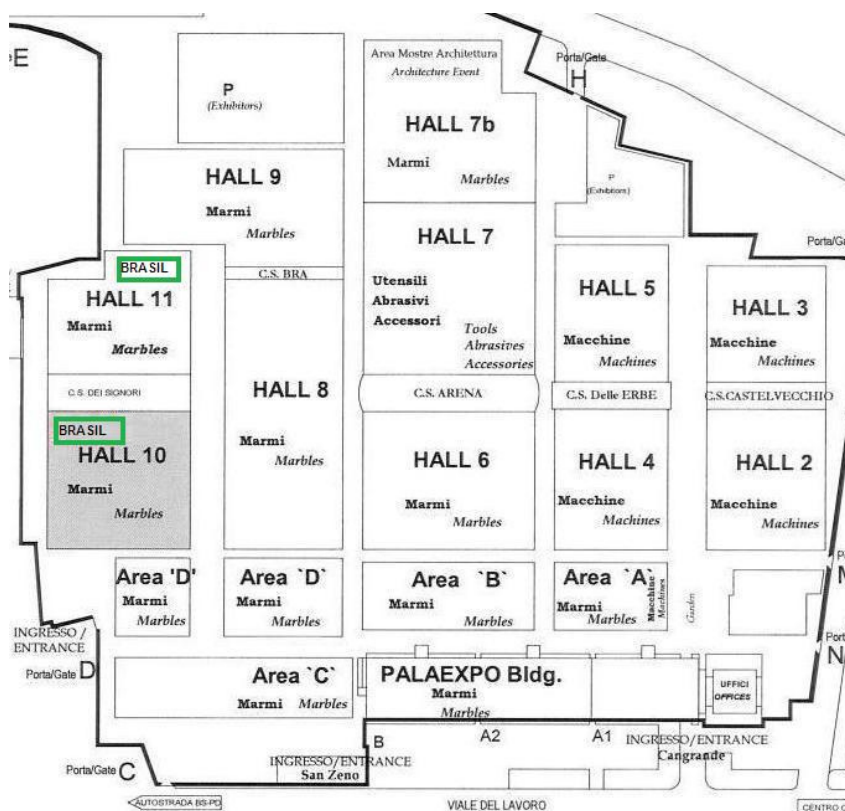 E
P
(Exhibitors)
Area Mostre Architettura
Architecture Event
Porta/Gate
H
HALL 7b
Marmi
Marbles
HALL 9
Marmi
Marbles
P
(Exhibitors)
HALL 7
Utensili
Abrasivi
Accessori
Tools
Abrasives
Accessories
BRASIL
HALL 11
Marmi
Marbles
C.S. BRA
HALL 5
Macchine
Machines
HALL 3
Macchine
Machines
C.S. DEI SIGNORI
HALL 8
Marmi
Marbles
C.S. ARENA
C.S. Delle ERBE
C.S.CASTELVECCHIO
BRASIL
HALL 10
Marmi
Marbles
HALL 6
Marmi
Marbles
HALL 4
Macchine
Machines
HALL 2
Macchine
Machines
Area 'D'
Marmi
Marbles
Area `D`
Marmi
Marbles
Area `B`
Marmi
Marbles
Area `A`
Marmi
Marbles
Macchine
Machines
Garden
M
N
INGRESSO /
ENTRANCE
Porta/Gate D
Area `C`
Marmi Marbles
PALAEXPO Bldg.
Marmi
Marbles
UFFICI
OFFICES
B
A2
A1
INGRESSO/ENTRANCE
San Zeno
INGRESSO/ENTRANCE
Cangrande
Porta/Gate C
AUTOSTRADA BS-PD
VIALE DEL LAVORO
CENTRO